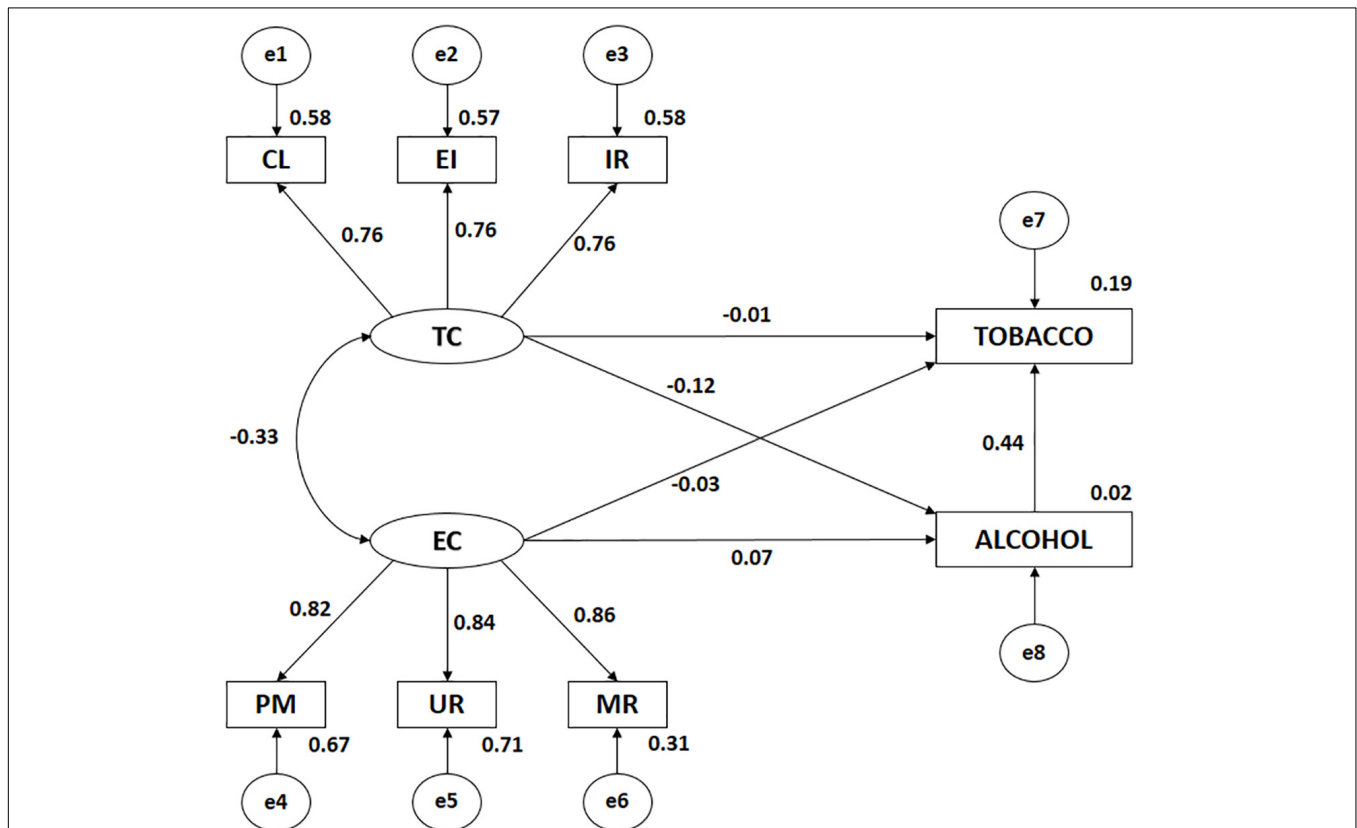 e1
e2
e3
0.58
0.57
0.58
CL
EI
IR
e7
0.76
0.76
0.76
0.19
-0.01
TC
TOBACCO
-0.12
-0.33
0.44
-0.03
0.02
EC
ALCOHOL
0.07
0.82
0.84
0.86
e8
PM
UR
MR
0.67
0.71
0.31
e4
e5
e6